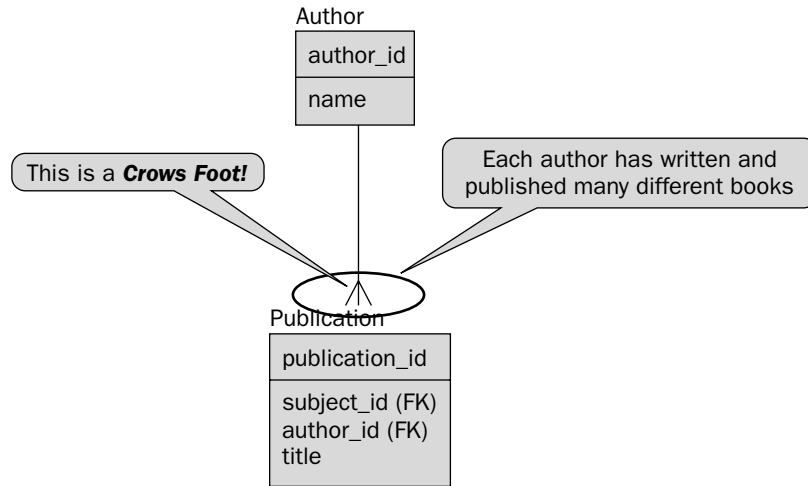 Author
author_id
name
This is a Crows Foot!
Each author has written and
published many different books
Publication
publication_id
subject_id (FK)
author_id (FK)
title